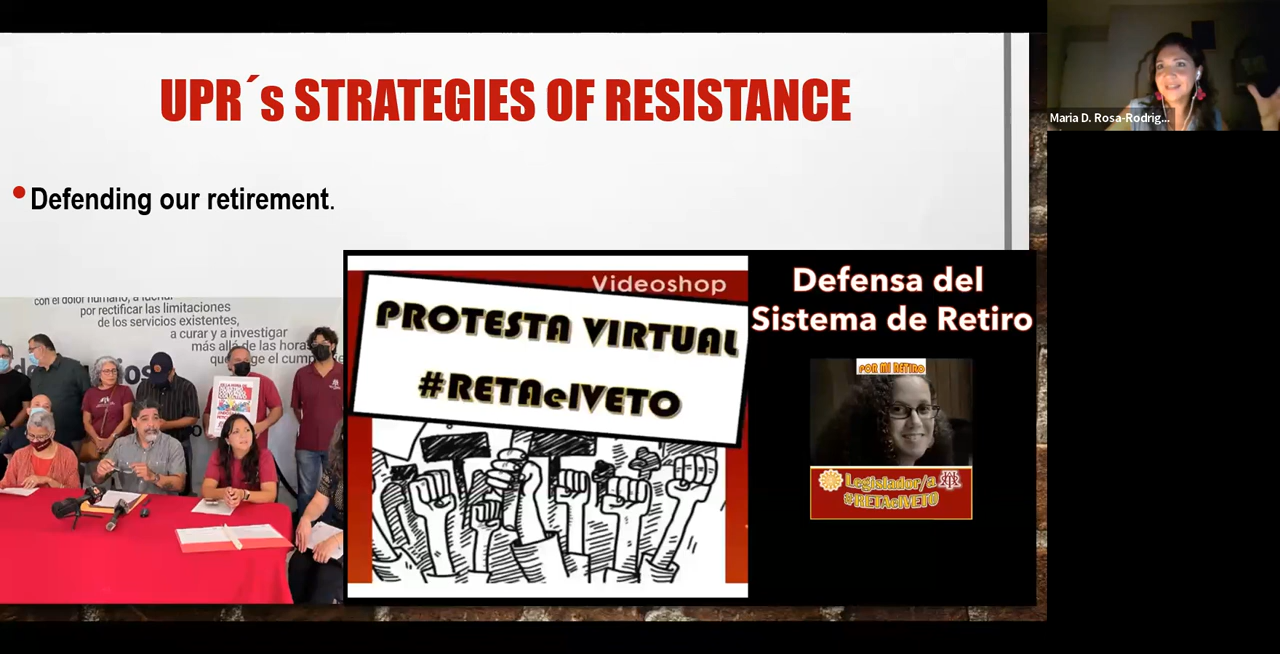 UPR´s STRATEGIES OF RESISTANCE
Maria D. Rosa-Rodrig...
Defending our retirement.
con el dolor humano, a luchar
por rectificar las limitaciones
de los servicios existentes,
a curar y a investigar
más allá de las horas
que
ge el cump
Videoshop
PROTESTA VIRTUAL
#RETAelVETO
Defensa del
Sistema de Retiro
POR MI RETIRO
Legislador/a
#RETAelVETO